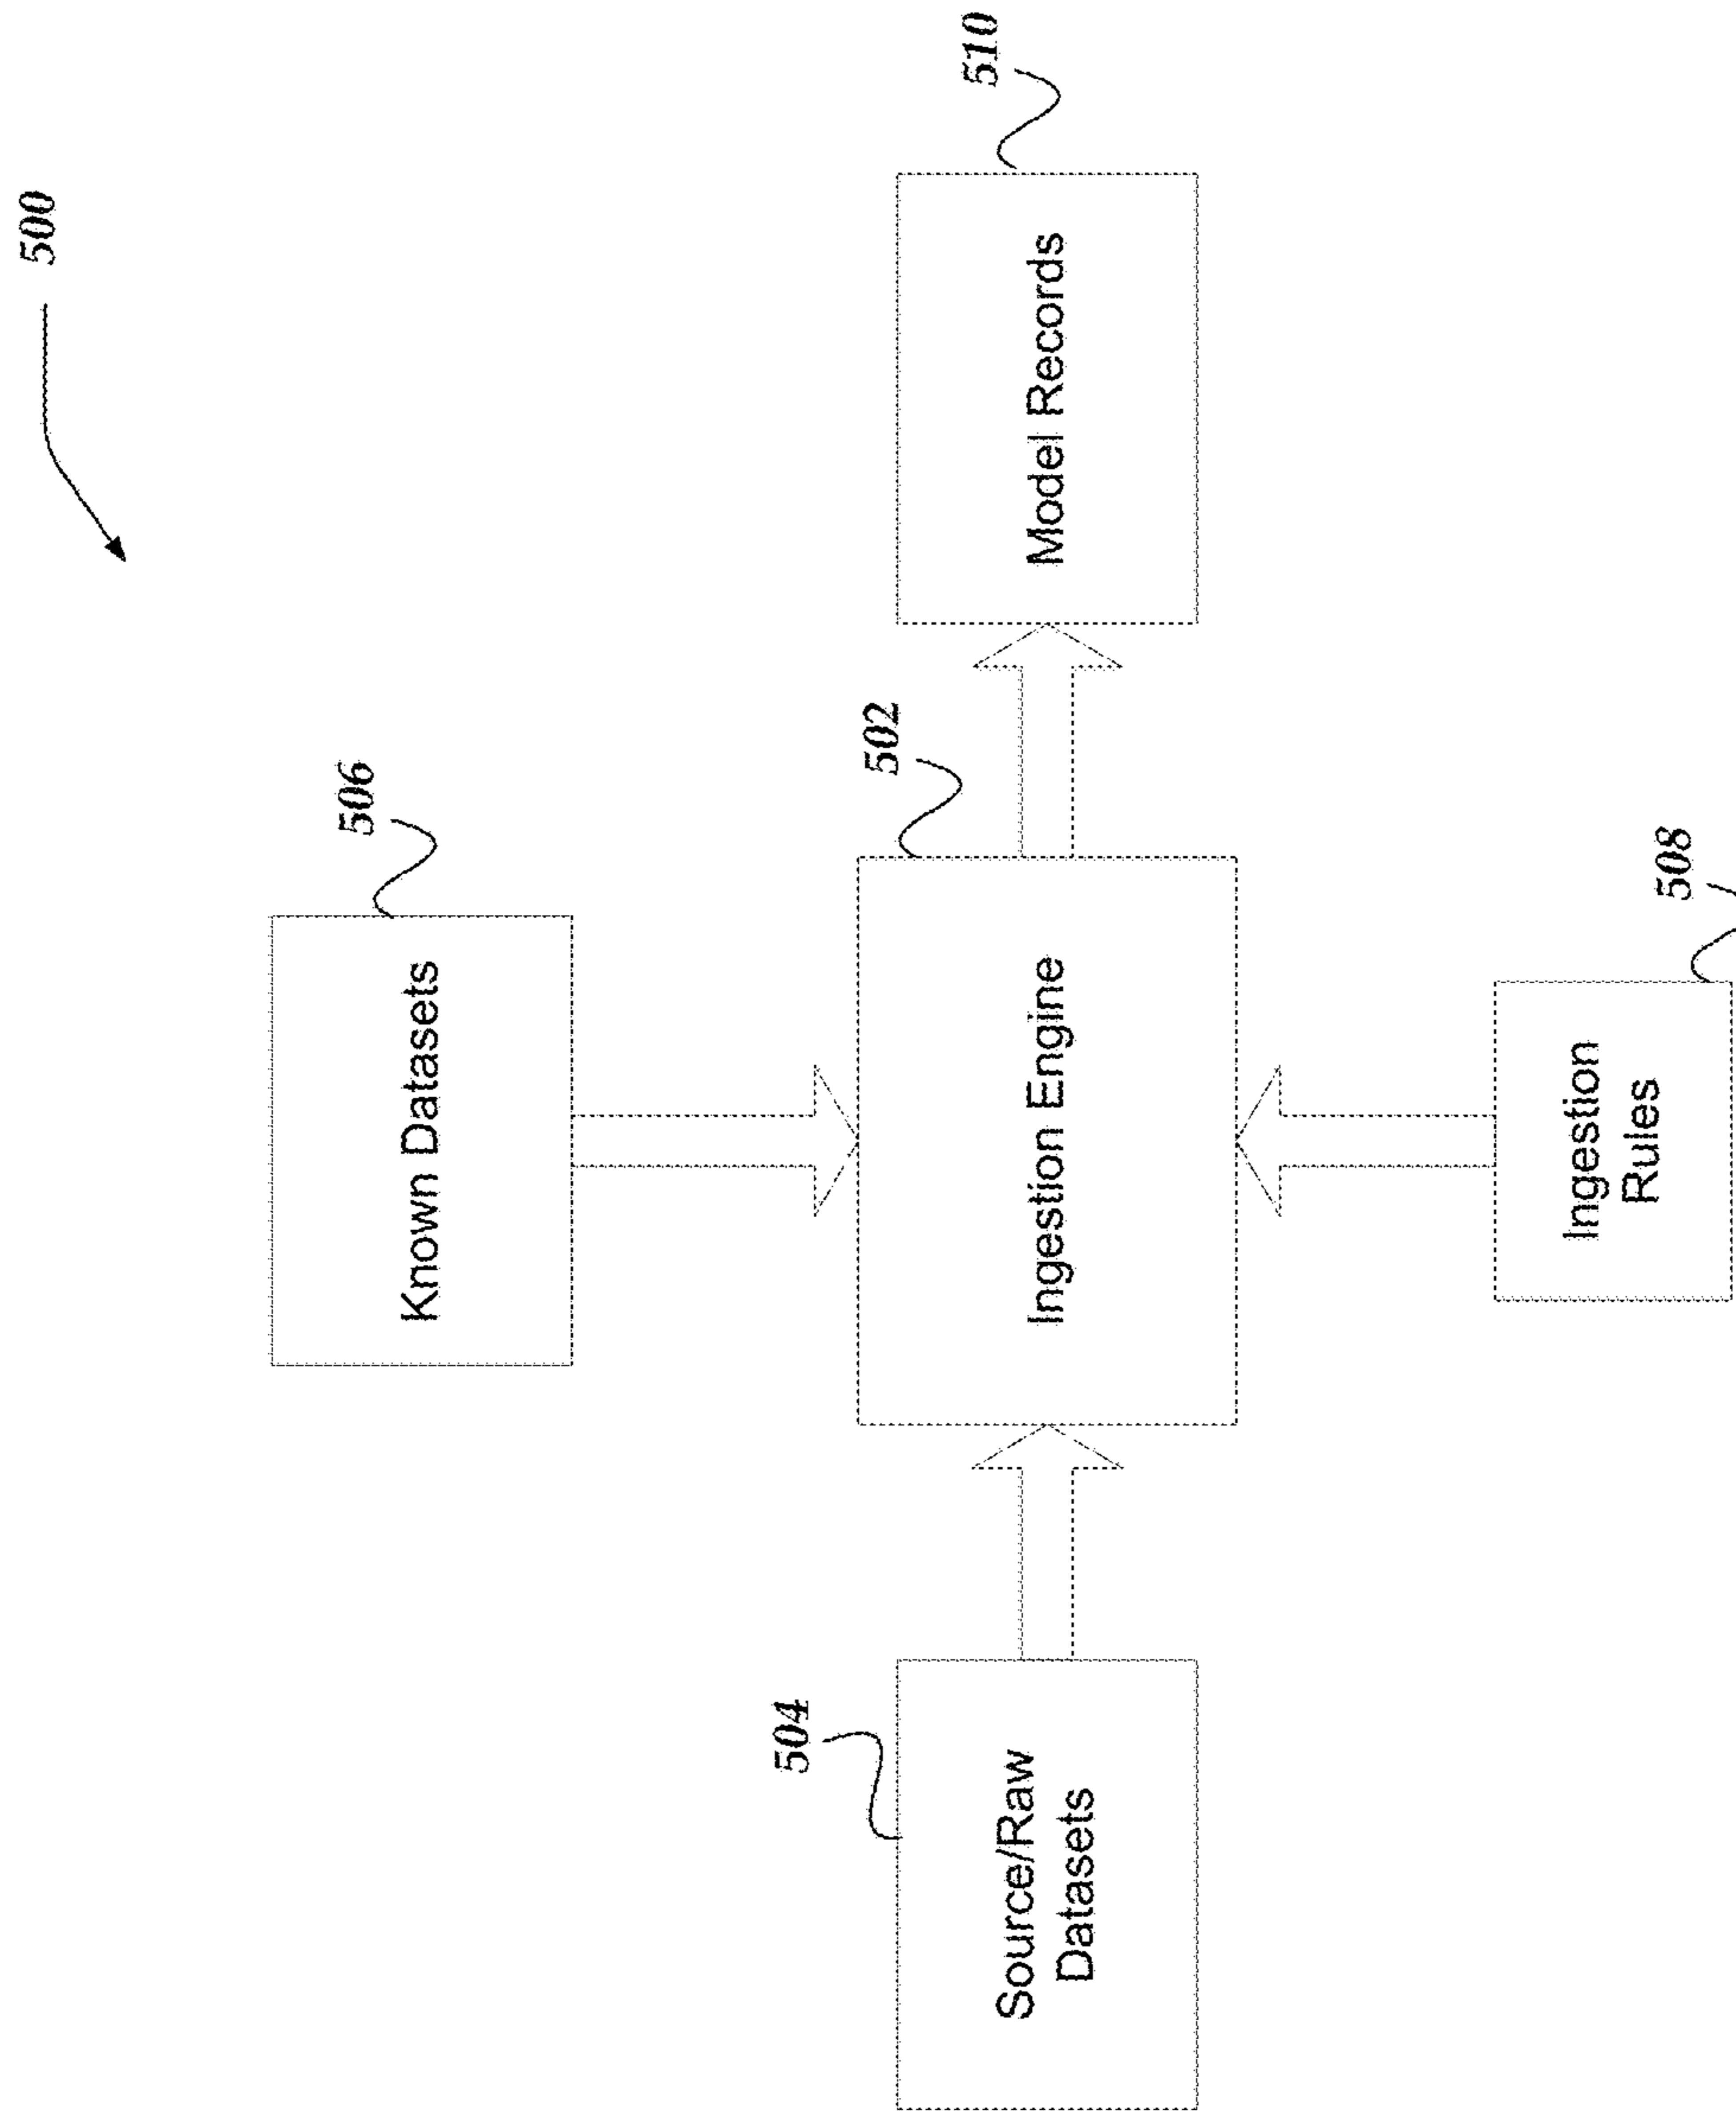 500
506
Known Datasets
504
Source/Raw
Datasets
502
Ingestion Engine
510
Model Records
508
Ingestion
Rules